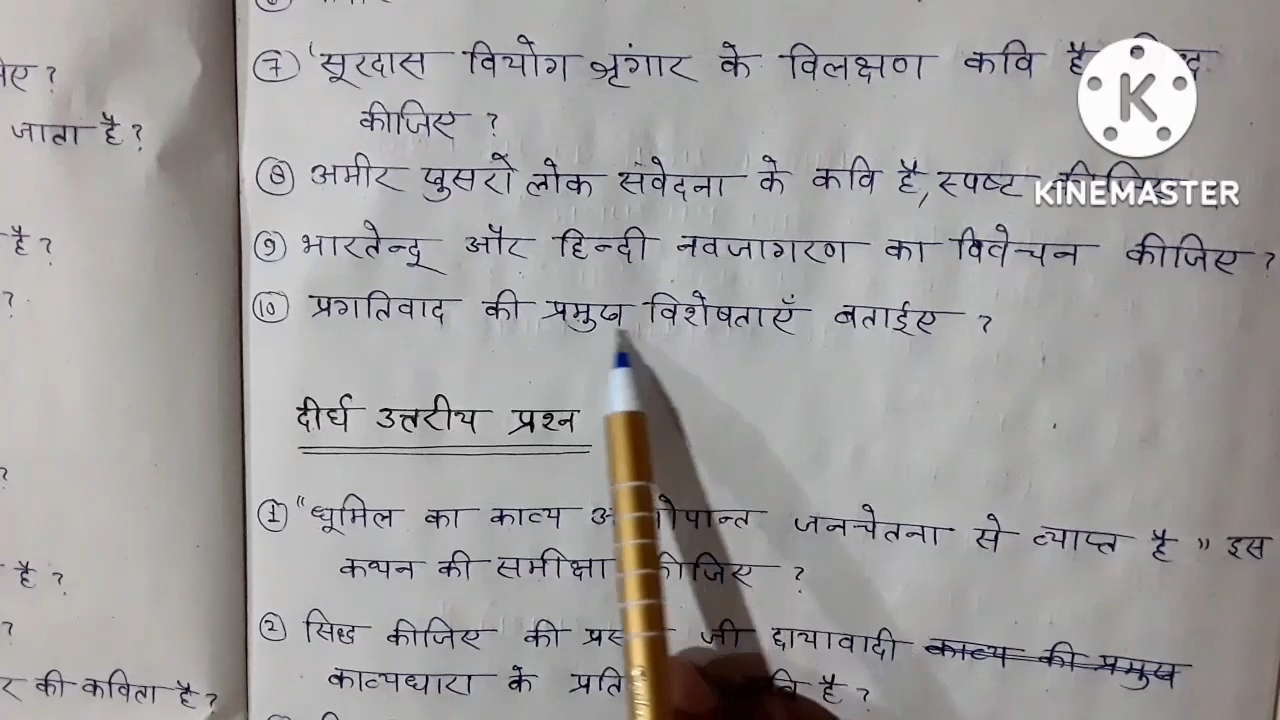 ⑦ 'सूरदास वियोग श्रृंगार के विलक्षण कवि है
कीजिए ?
⑧ अमीर खुसरो लोक संवेदना के कवि है, स्पष्ट
⑨ भारतेन्दू और हिन्दी नवजागरण का विवेचन कीजिए ?
⑩ प्रगतिवाद की प्रमुख विशेषताएँ बताईए ?
दीर्घ उत्तरीय प्रश्न
① "धूमिल का काव्य जनचेतना से व्याप्त है" इस
कथन की समीक्षा कीजिए ?
② सिद्ध कीजिए की जी छायावादी काव्य की प्रमुख
काव्यधारा के है ?
जाता है ?
है ?
?
?
है ?
?
की कविता है ?
K
KINEMASTER